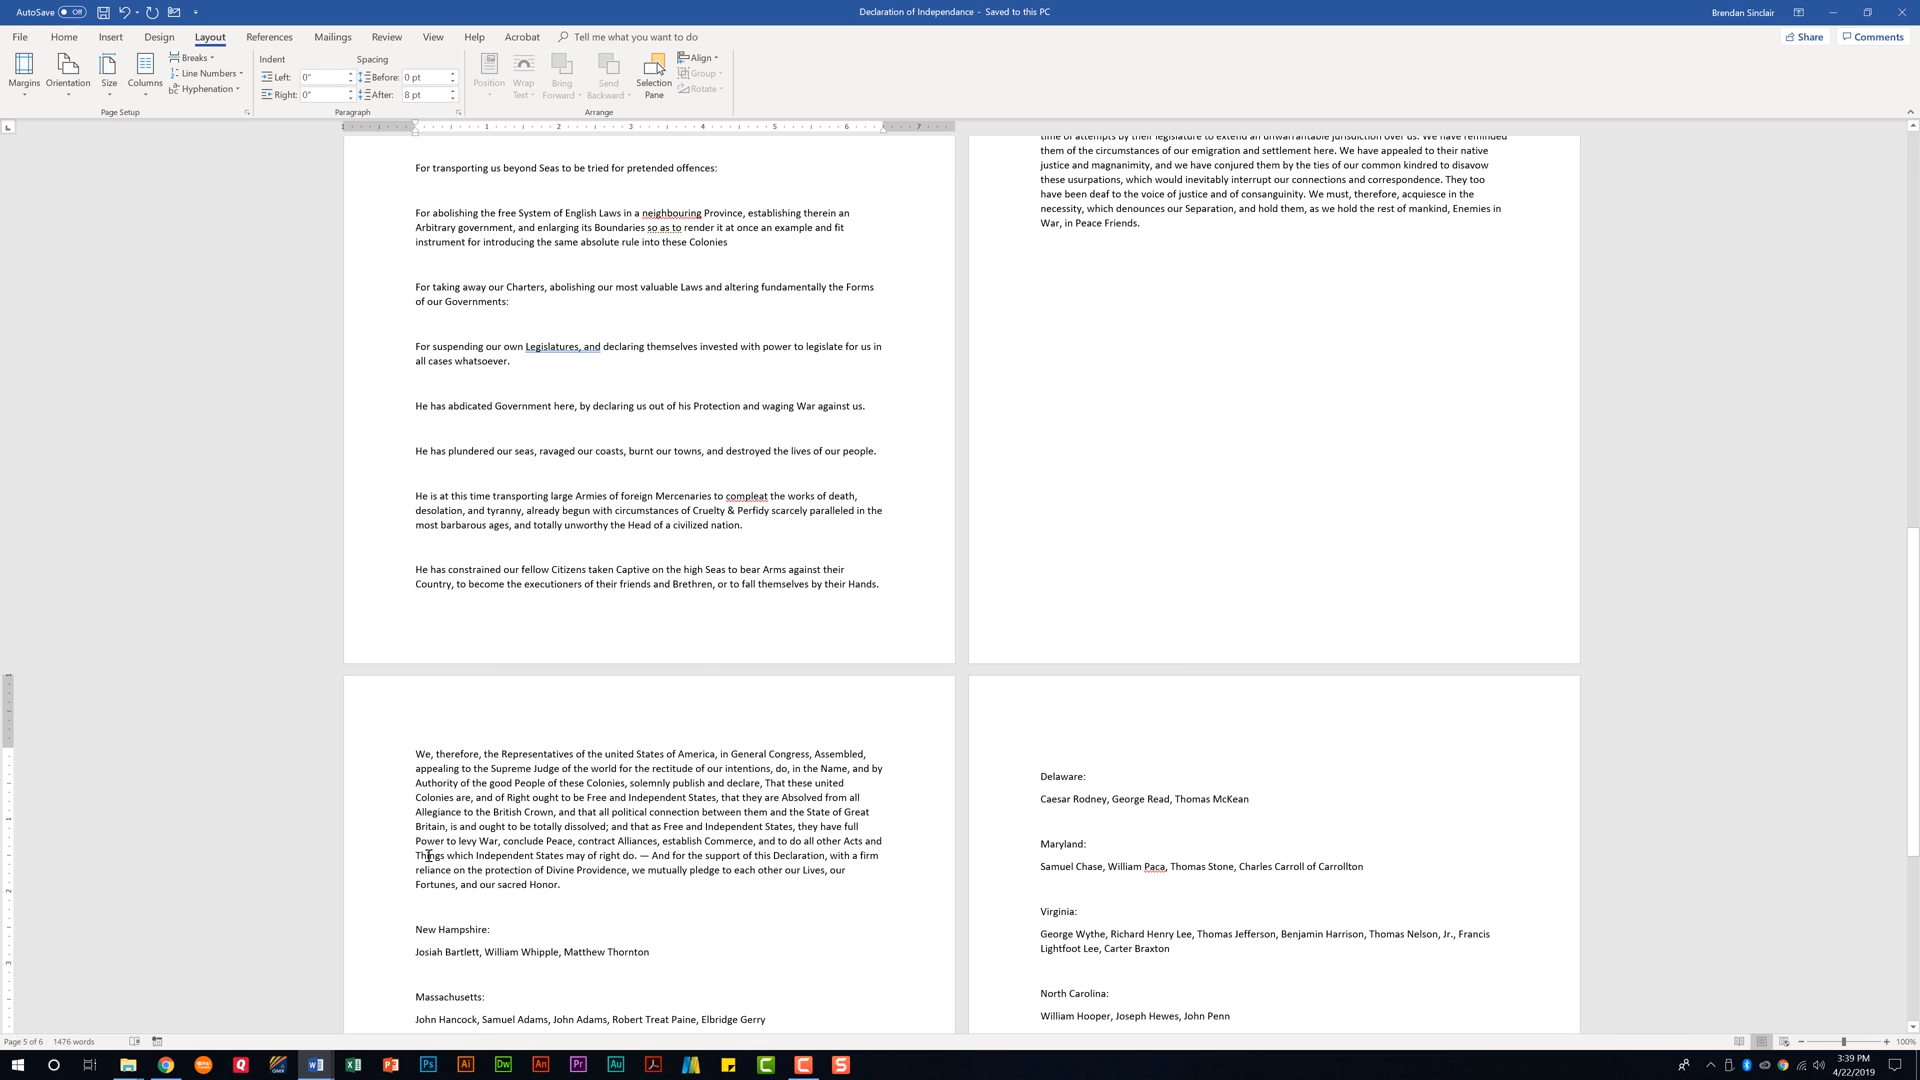 AutoSave Off
Declaration of Independance - Saved to this PC
Brendan Sinclair
File Home Insert Design Layout References Mailings Review View Help Acrobat Tell me what you want to do
Share Comments
Margins Orientation Size Columns
Breaks
Line Numbers
Hyphenation
Page Setup
Indent Spacing
Left: 0" Before: 0 pt
Right: 0" After: 8 pt
Paragraph
Position Wrap Text Bring Forward Send Backward Selection Pane
Align
Group
Rotate
Arrange
For transporting us beyond Seas to be tried for pretended offences:
For abolishing the free System of English Laws in a neighbouring Province, establishing therein an
Arbitrary government, and enlarging its Boundaries so as to render it at once an example and fit
instrument for introducing the same absolute rule into these Colonies
For taking away our Charters, abolishing our most valuable Laws and altering fundamentally the Forms
of our Governments:
For suspending our own Legislatures, and declaring themselves invested with power to legislate for us in
all cases whatsoever.
He has abdicated Government here, by declaring us out of his Protection and waging War against us.
He has plundered our seas, ravaged our coasts, burnt our towns, and destroyed the lives of our people.
He is at this time transporting large Armies of foreign Mercenaries to compleat the works of death,
desolation, and tyranny, already begun with circumstances of Cruelty & Perfidy scarcely paralleled in the
most barbarous ages, and totally unworthy the Head of a civilized nation.
He has constrained our fellow Citizens taken Captive on the high Seas to bear Arms against their
Country, to become the executioners of their friends and Brethren, or to fall themselves by their Hands.
time of attempts by their legislature to extend an unwarrantable jurisdiction over us. We have reminded
them of the circumstances of our emigration and settlement here. We have appealed to their native
justice and magnanimity, and we have conjured them by the ties of our common kindred to disavow
these usurpations, which would inevitably interrupt our connections and correspondence. They too
have been deaf to the voice of justice and of consanguinity. We must, therefore, acquiesce in the
necessity, which denounces our Separation, and hold them, as we hold the rest of mankind, Enemies in
War, in Peace Friends.
We, therefore, the Representatives of the united States of America, in General Congress, Assembled,
appealing to the Supreme Judge of the world for the rectitude of our intentions, do, in the Name, and by
Authority of the good People of these Colonies, solemnly publish and declare, That these united
Colonies are, and of Right ought to be Free and Independent States, that they are Absolved from all
Allegiance to the British Crown, and that all political connection between them and the State of Great
Britain, is and ought to be totally dissolved; and that as Free and Independent States, they have full
Power to levy War, conclude Peace, contract Alliances, establish Commerce, and to do all other Acts and
Things which Independent States may of right do. — And for the support of this Declaration, with a firm
reliance on the protection of Divine Providence, we mutually pledge to each other our Lives, our
Fortunes, and our sacred Honor.
New Hampshire:
Josiah Bartlett, William Whipple, Matthew Thornton
Massachusetts:
John Hancock, Samuel Adams, John Adams, Robert Treat Paine, Elbridge Gerry
Delaware:
Caesar Rodney, George Read, Thomas McKean
Maryland:
Samuel Chase, William Paca, Thomas Stone, Charles Carroll of Carrollton
Virginia:
George Wythe, Richard Henry Lee, Thomas Jefferson, Benjamin Harrison, Thomas Nelson, Jr., Francis
Lightfoot Lee, Carter Braxton
North Carolina:
William Hooper, Joseph Hewes, John Penn
Page 5 of 6 1476 words
100%
3:39 PM
4/22/2019